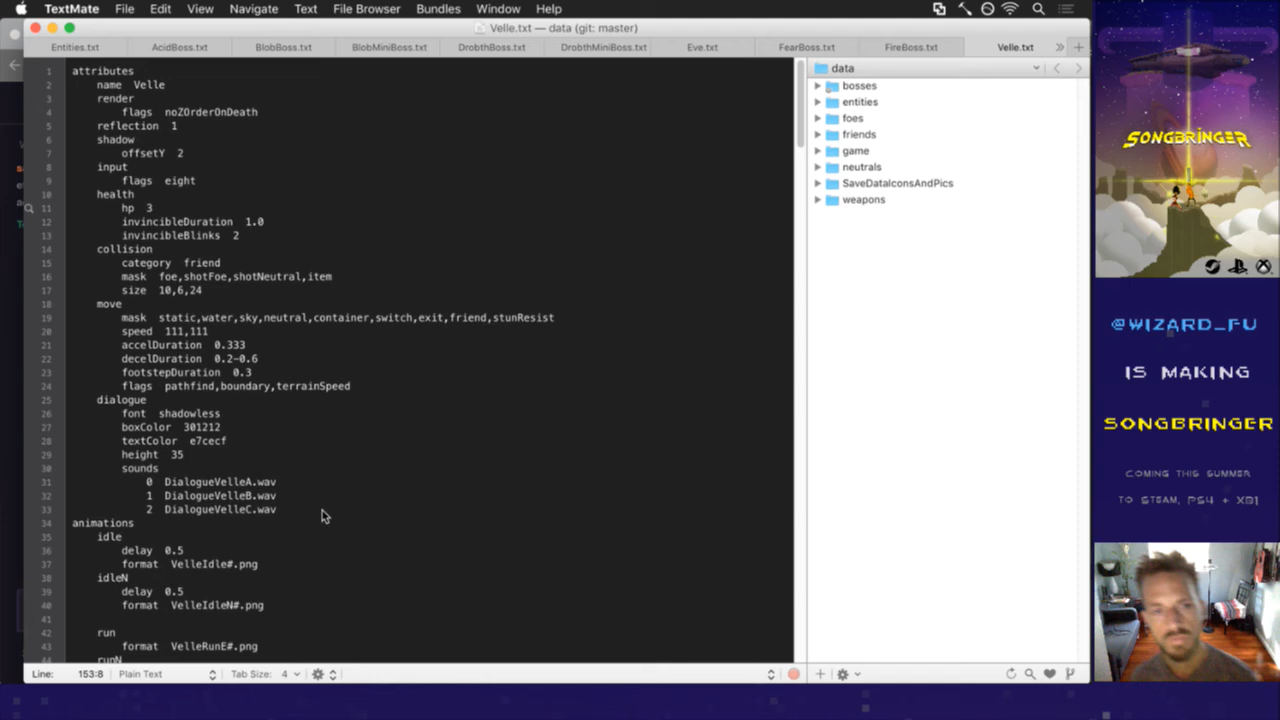 TextMate File Edit View Navigate Text File Browser Bundles Window Help
Velle.txt — data (git: master)
Entities.txt AcidBoss.txt BlobBoss.txt BlobMiniBoss.txt DrobthBoss.txt DrobthMiniBoss.txt Eve.txt FearBoss.txt FireBoss.txt Velle.txt
1 attributes
2 name Velle
3 render
4 flags noZOrderOnDeath
5 reflection 1
6 shadow
7 offsetY 2
8 input
9 flags eight
10 health
11 hp 3
12 invincibleDuration 1.0
13 invincibleBlinks 2
14 collision
15 category friend
16 mask foe,shotFoe,shotNeutral,item
17 size 10,6,24
18 move
19 mask static,water,sky,neutral,container,switch,exit,friend,stunResist
20 speed 111,111
21 accelDuration 0.333
22 decelDuration 0.2-0.6
23 footstepDuration 0.3
24 flags pathfind,boundary,terrainSpeed
25 dialogue
26 font shadowless
27 boxColor 301212
28 textColor e7cecf
29 height 35
30 sounds
31 0 DialogueVelleA.wav
32 1 DialogueVelleB.wav
33 2 DialogueVelleC.wav
34 animations
35 idle
36 delay 0.5
37 format VelleIdle#.png
38 idleN
39 delay 0.5
40 format VelleIdleN#.png
41
42 run
43 format VelleRunE#.png
44 runN
Line: 153:8 Plain Text Tab Size: 4
data
bosses
entities
foes
friends
game
neutrals
SaveDataIconsAndPics
weapons
SONGBRINGER
@WIZARD_FU
IS MAKING
SONGBRINGER
COMING THIS SUMMER
TO STEAM, PS4 + XB1